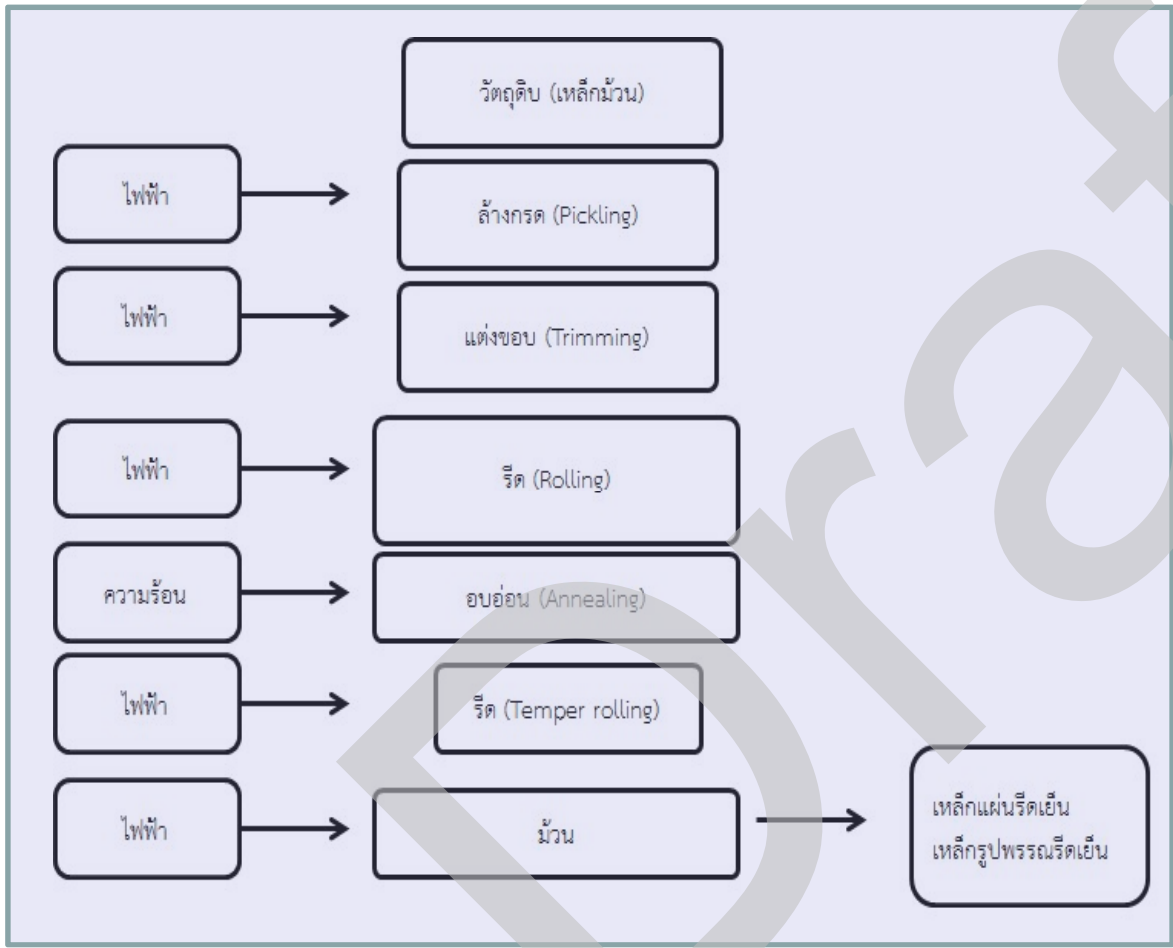 วัตถุดิบ (เหล็กม้วน)
ไฟฟ้า
ล้างกรด (Pickling)
ไฟฟ้า
แต่งขอบ (Trimming)
ไฟฟ้า
รีด (Rolling)
ความร้อน
อบอ่อน (Annealing)
ไฟฟ้า
รีด (Temper rolling)
ไฟฟ้า
ม้วน
เหล็กแผ่นรีดเย็น
เหล็กรูปพรรณรีดเย็น
Draf